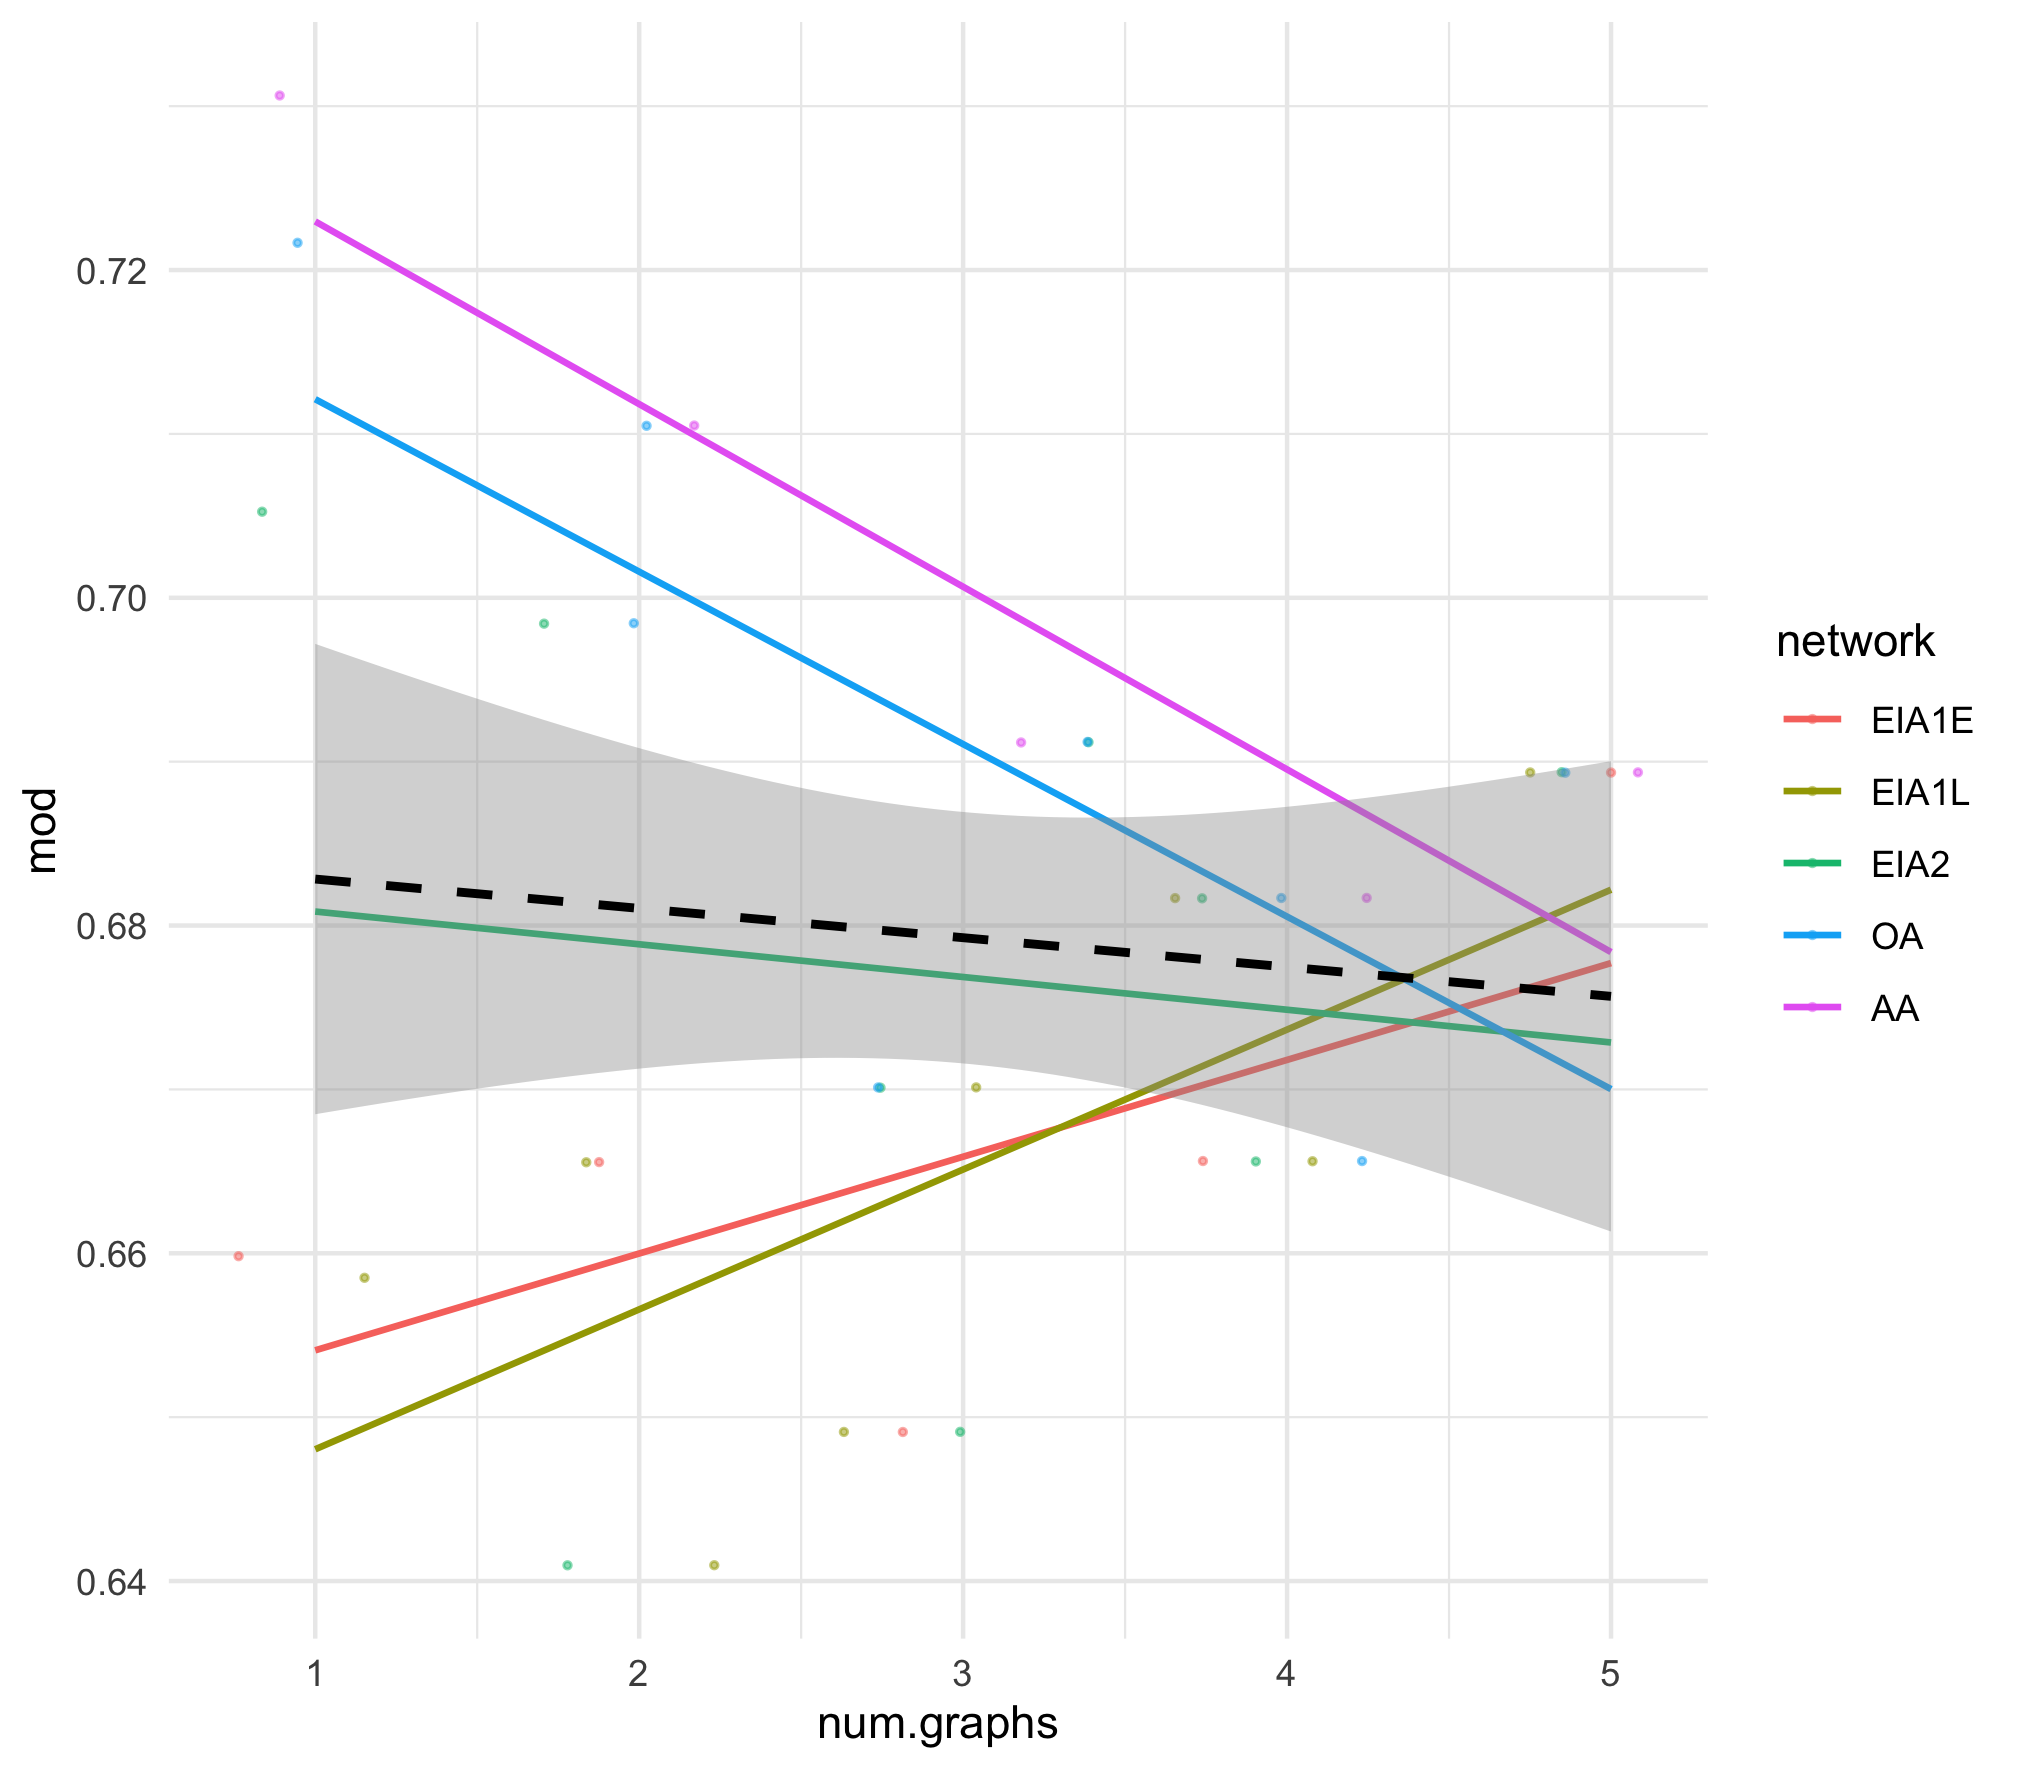 mod
0.72
0.70
0.68
0.66
0.64
1 2 3 4 5
num.graphs
network
EIA1E
EIA1L
EIA2
OA
AA